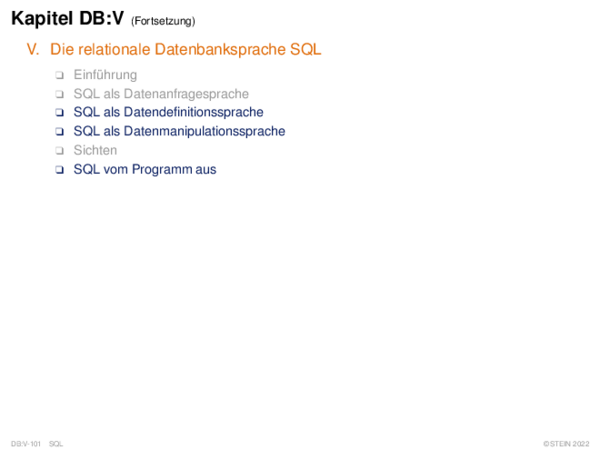 Kapitel DB:V (Fortsetzung)
V. Die relationale Datenbanksprache SQL
❑ Einführung
❑ SQL als Datenanfragesprache
❑ SQL als Datendefinitionssprache
❑ SQL als Datenmanipulationssprache
❑ Sichten
❑ SQL vom Programm aus
DB:V-101 SQL ©STEIN 2022